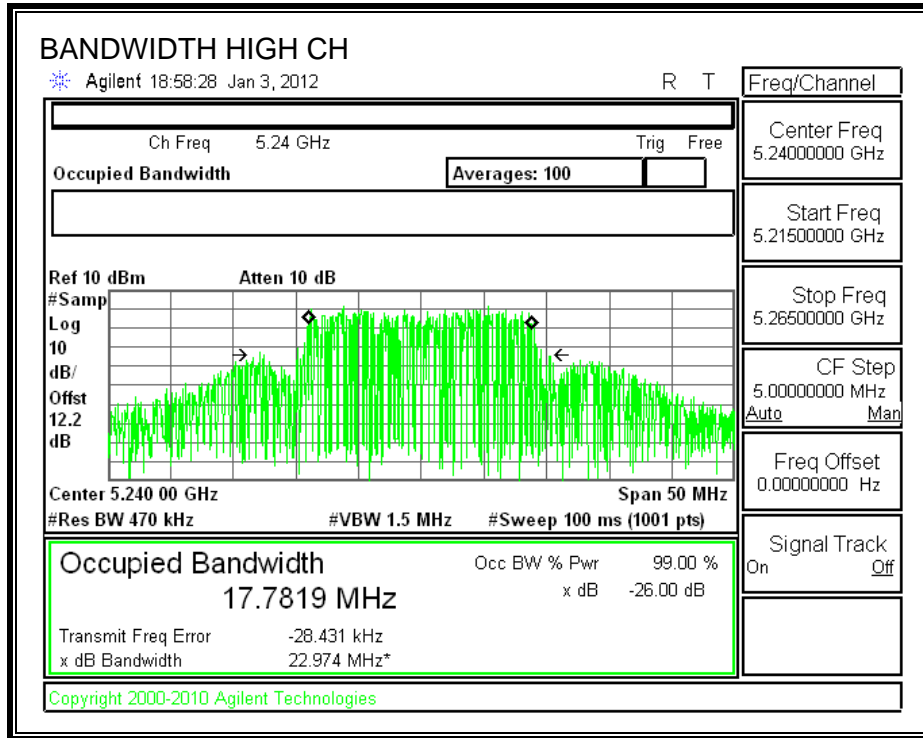 BANDWIDTH HIGH CH
Agilent 18:58:28 Jan 3, 2012 R T
Freq/Channel
Ch Freq 5.24 GHz Trig Free
Occupied Bandwidth Averages: 100
Center Freq
5.24000000 GHz
Start Freq
5.21500000 GHz
Stop Freq
5.26500000 GHz
CF Step
5.00000000 MHz
Auto Man
Freq Offset
0.00000000 Hz
Signal Track
On Off
Ref 10 dBm Atten 10 dB
#Samp
Log
10
dB/
Offst
12.2
dB
Center 5.240 00 GHz Span 50 MHz
#Res BW 470 kHz #VBW 1.5 MHz #Sweep 100 ms (1001 pts)
Occupied Bandwidth Occ BW % Pwr 99.00 %
17.7819 MHz x dB -26.00 dB
Transmit Freq Error -28.431 kHz
x dB Bandwidth 22.974 MHz*
Copyright 2000-2010 Agilent Technologies